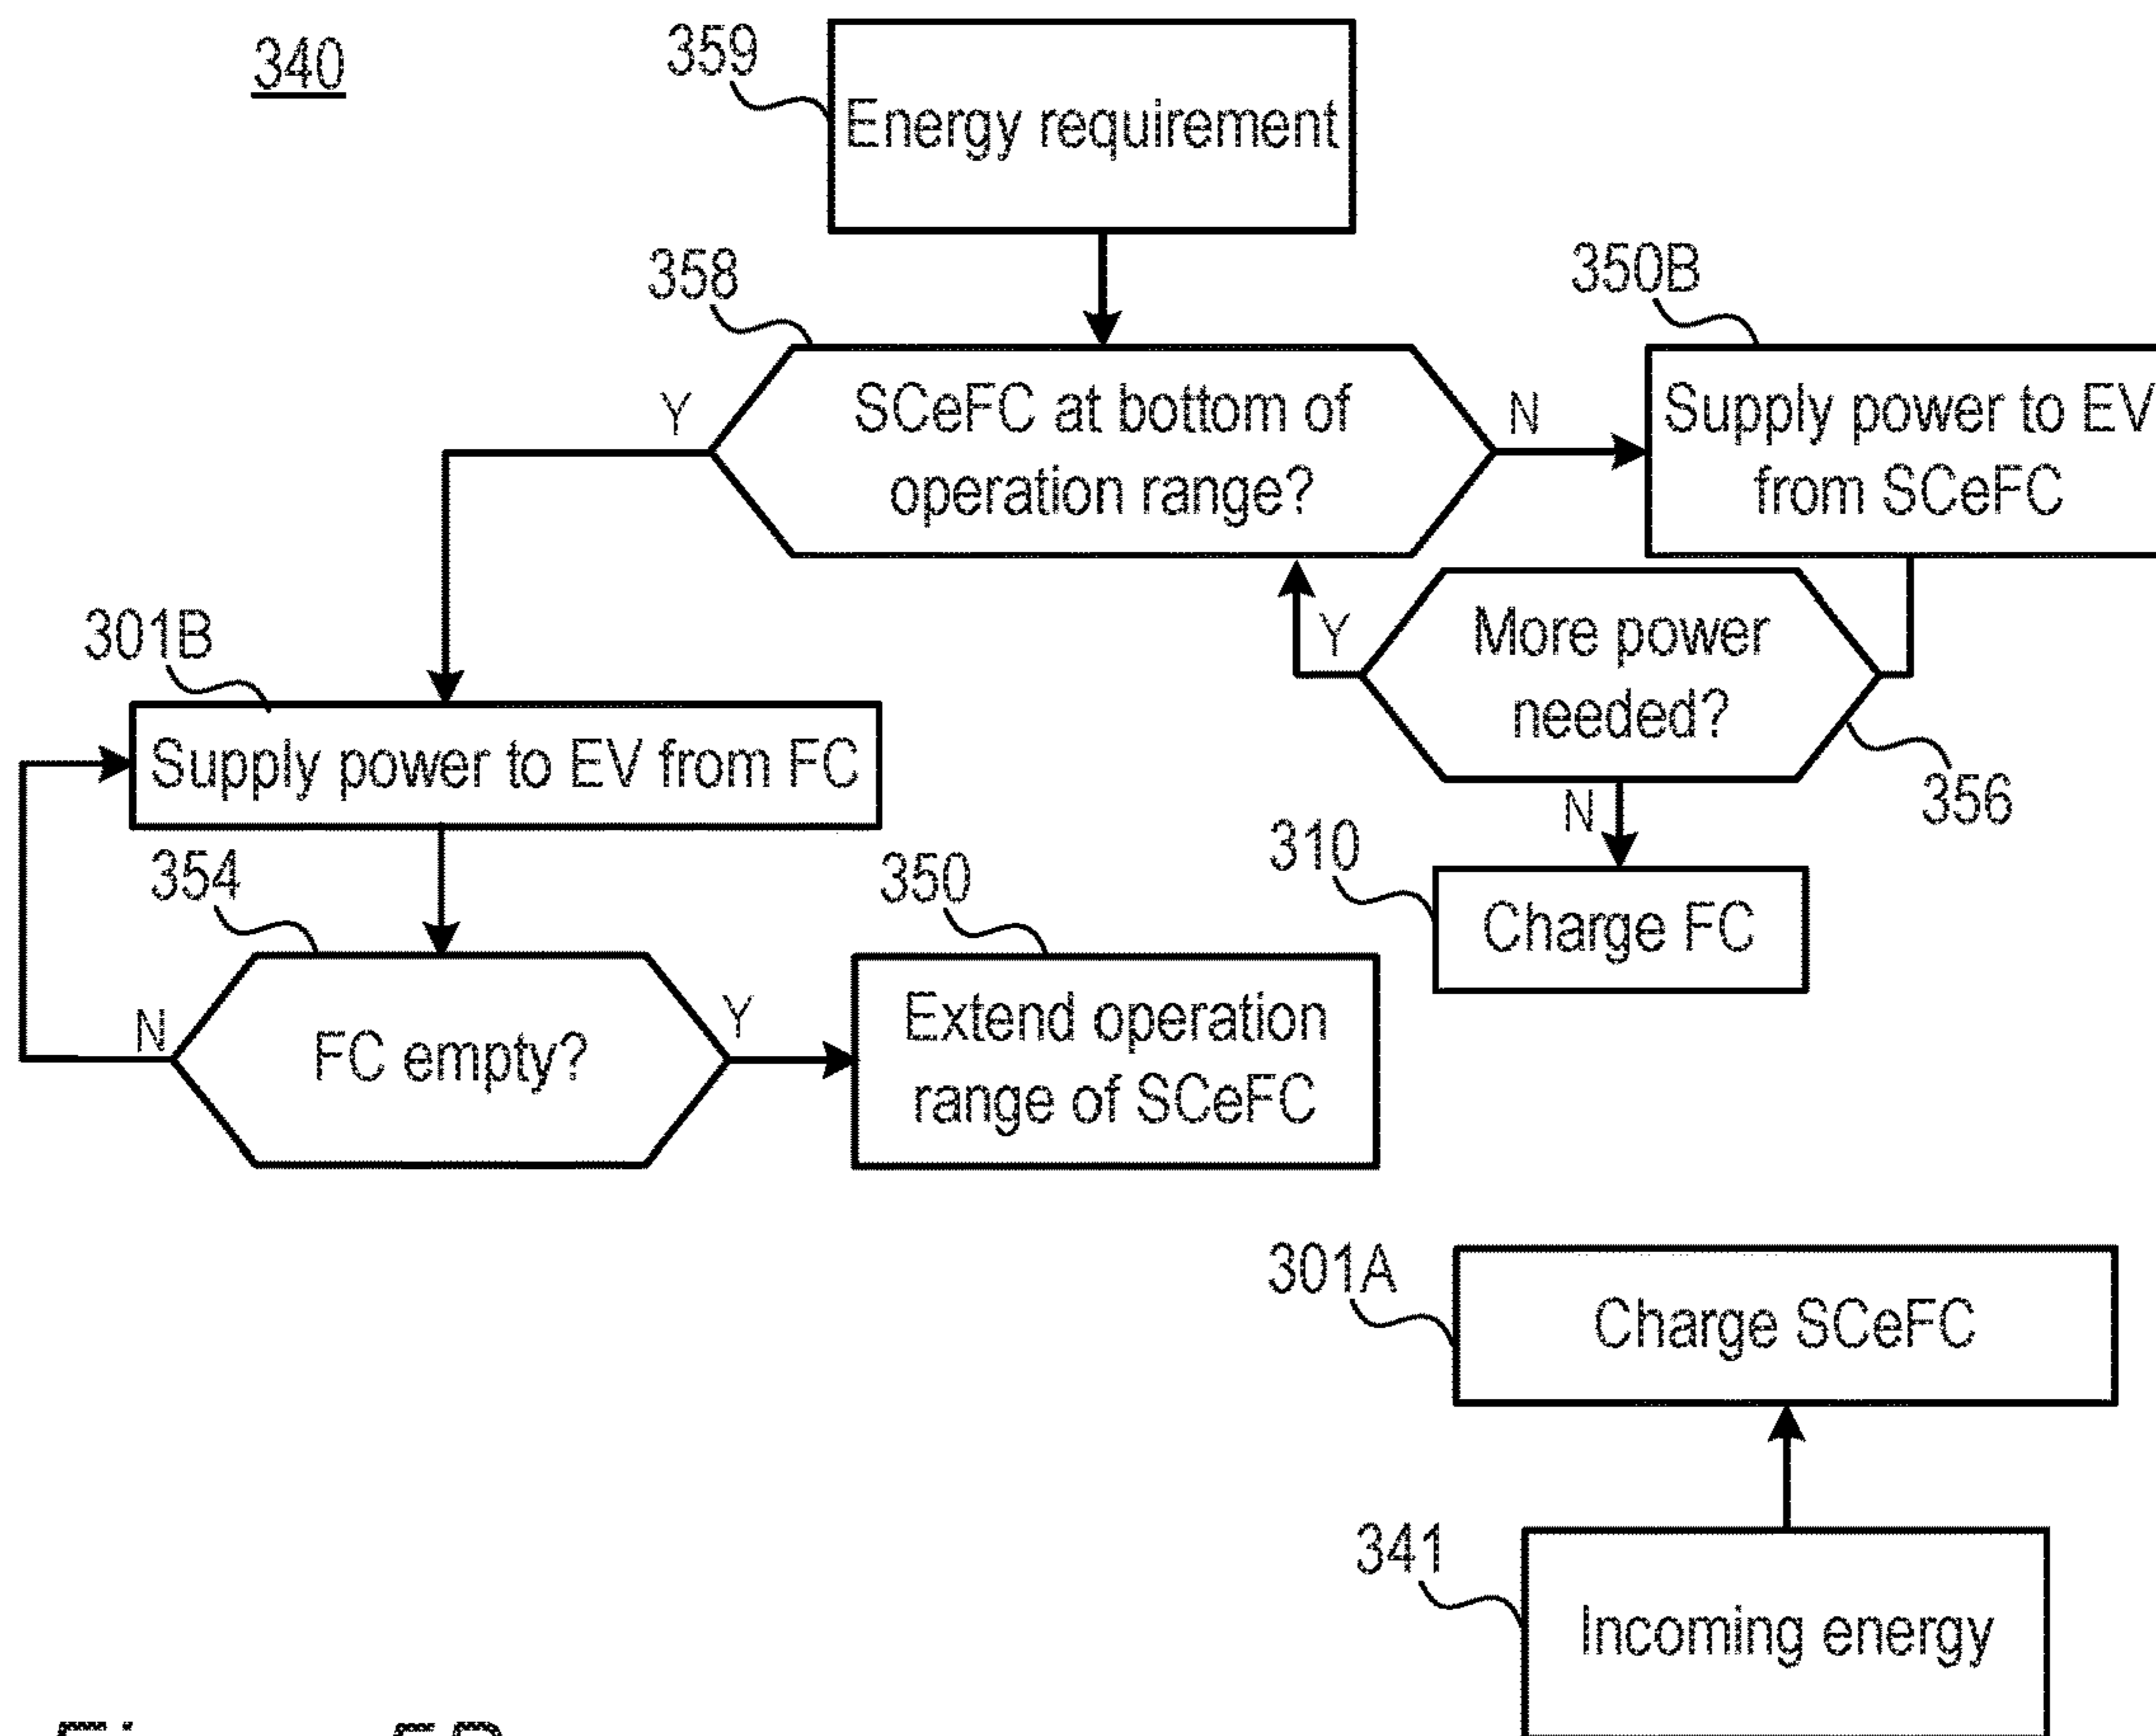 340
359
Energy requirement
358
350B
Y
SCeFC at bottom of
operation range?
N
Supply power to EV
from SCeFC
301B
Y
More power
needed?
Supply power to EV from FC
356
N
354
350
310
Charge FC
N
FC empty?
Y
Extend operation
range of SCeFC
301A
Charge SCeFC
341
Incoming energy